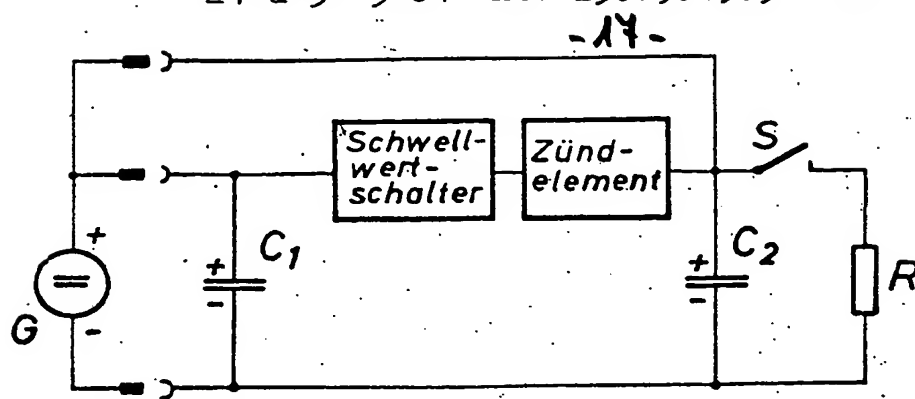 - 17 -
Schwell-
wert-
schalter
Zünd-
element
S
+
C1
C2
+
+
R
G
-
-
-